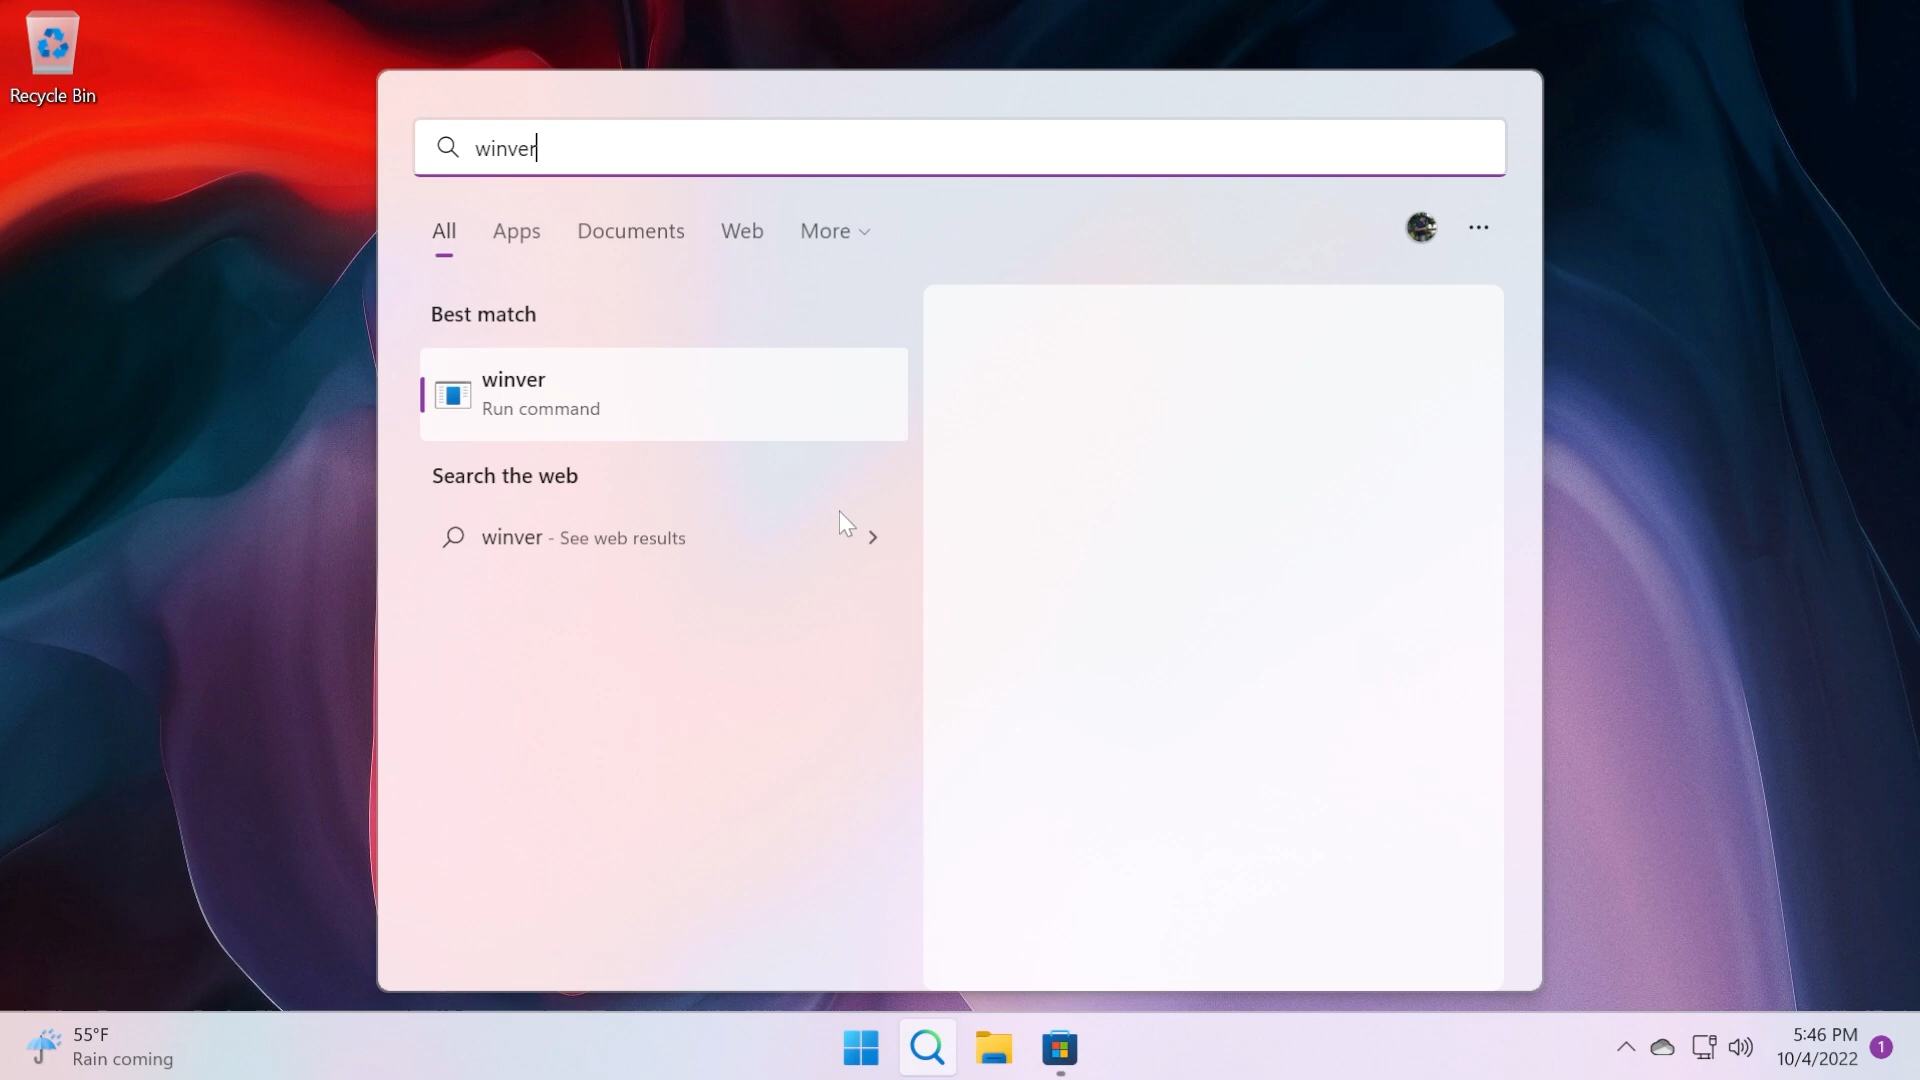 Recycle Bin
winver
All Apps Documents Web More
Best match
winver
Run command
Search the web
winver - See web results
55°F
Rain coming
5:46 PM
10/4/2022
1